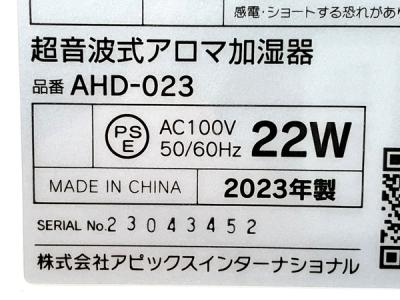 感電・ショートする恐れがあり
超音波式アロマ加湿器
品番 AHD-023
PSE AC100V 50/60Hz 22W
MADE IN CHINA 2023年製
SERIAL No. 23043452
株式会社アピックスインターナショナル